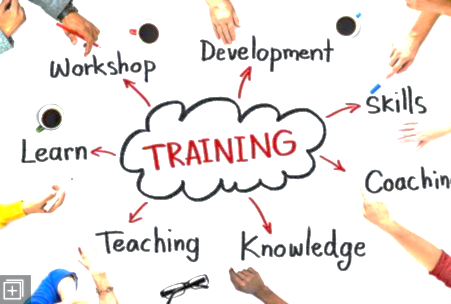 Workshop
Development
Skills
Learn
TRAINING
Coachin
Teaching
Knowledge